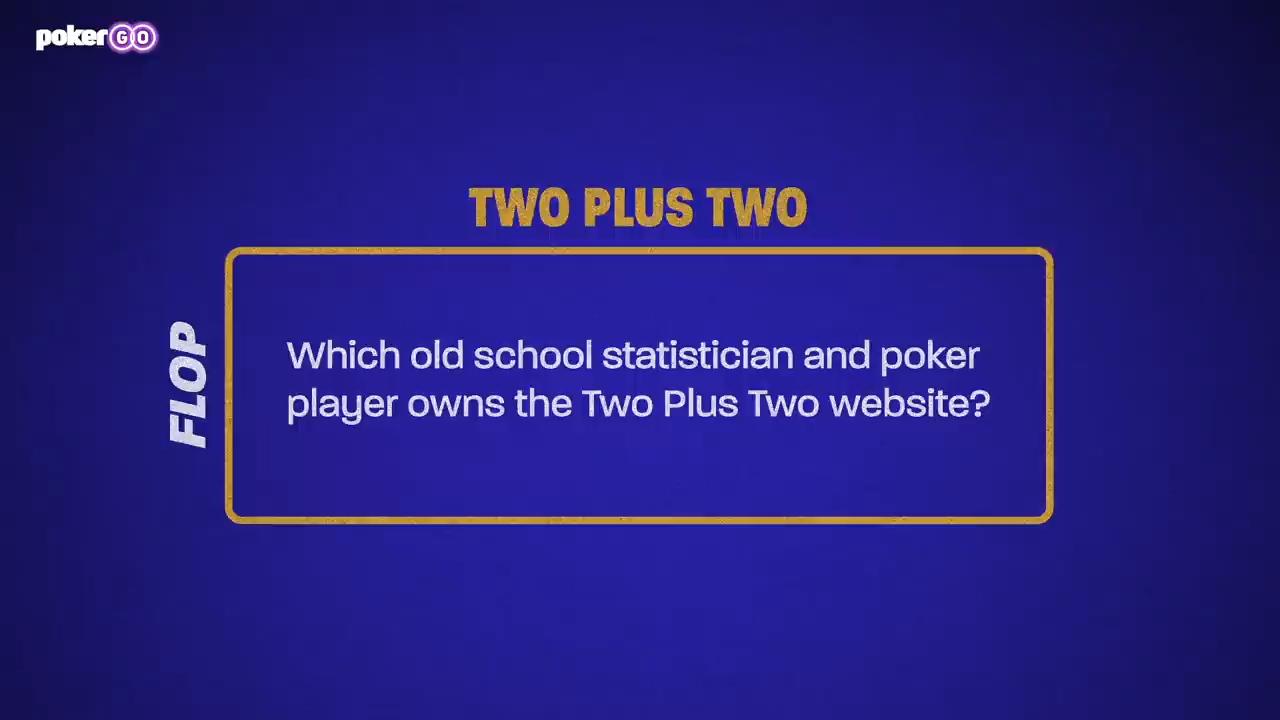 pokerGO
TWO PLUS TWO
FLOP
Which old school statistician and poker
player owns the Two Plus Two website?